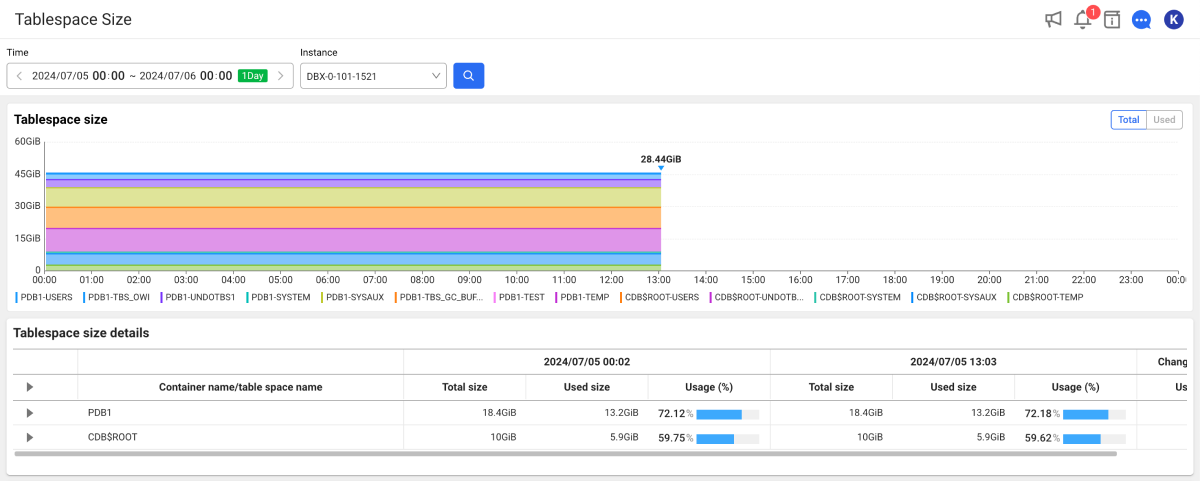 Tablespace Size
1
K
Time
Instance
2024/07/05 00:00 ~ 2024/07/06 00:00 1Day
DBX-0-101-1521
Tablespace size
Total Used
60GiB
28.44GiB
45GiB
30GiB
15GiB
0
00:00 01:00 02:00 03:00 04:00 05:00 06:00 07:00 08:00 09:00 10:00 11:00 12:00 13:00 14:00 15:00 16:00 17:00 18:00 19:00 20:00 21:00 22:00 23:00 00:0
PDB1-USERS PDB1-TBS_OWI PDB1-UNDOTBS1 PDB1-SYSTEM PDB1-SYSAUX PDB1-TBS_GC_BUF... PDB1-TEST PDB1-TEMP CDB$ROOT-USERS CDB$ROOT-UNDOTB... CDB$ROOT-SYSTEM CDB$ROOT-SYSAUX CDB$ROOT-TEMP
Tablespace size details
2024/07/05 00:02 2024/07/05 13:03 Chang
Container name/table space name Total size Used size Usage (%) Total size Used size Usage (%) Us
PDB1 18.4GiB 13.2GiB 72.12% 18.4GiB 13.2GiB 72.18%
CDB$ROOT 10GiB 5.9GiB 59.75% 10GiB 5.9GiB 59.62%